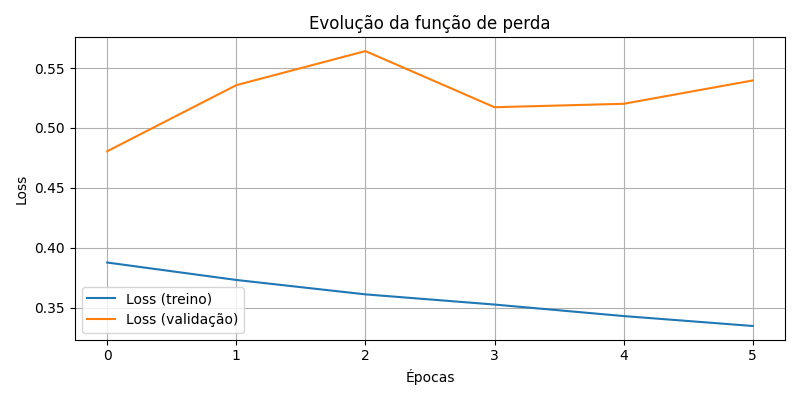 Evolução da função de perda
Loss
0.55
0.50
0.45
0.40
0.35
Loss (treino)
Loss (validação)
0 1 2 3 4 5
Épocas